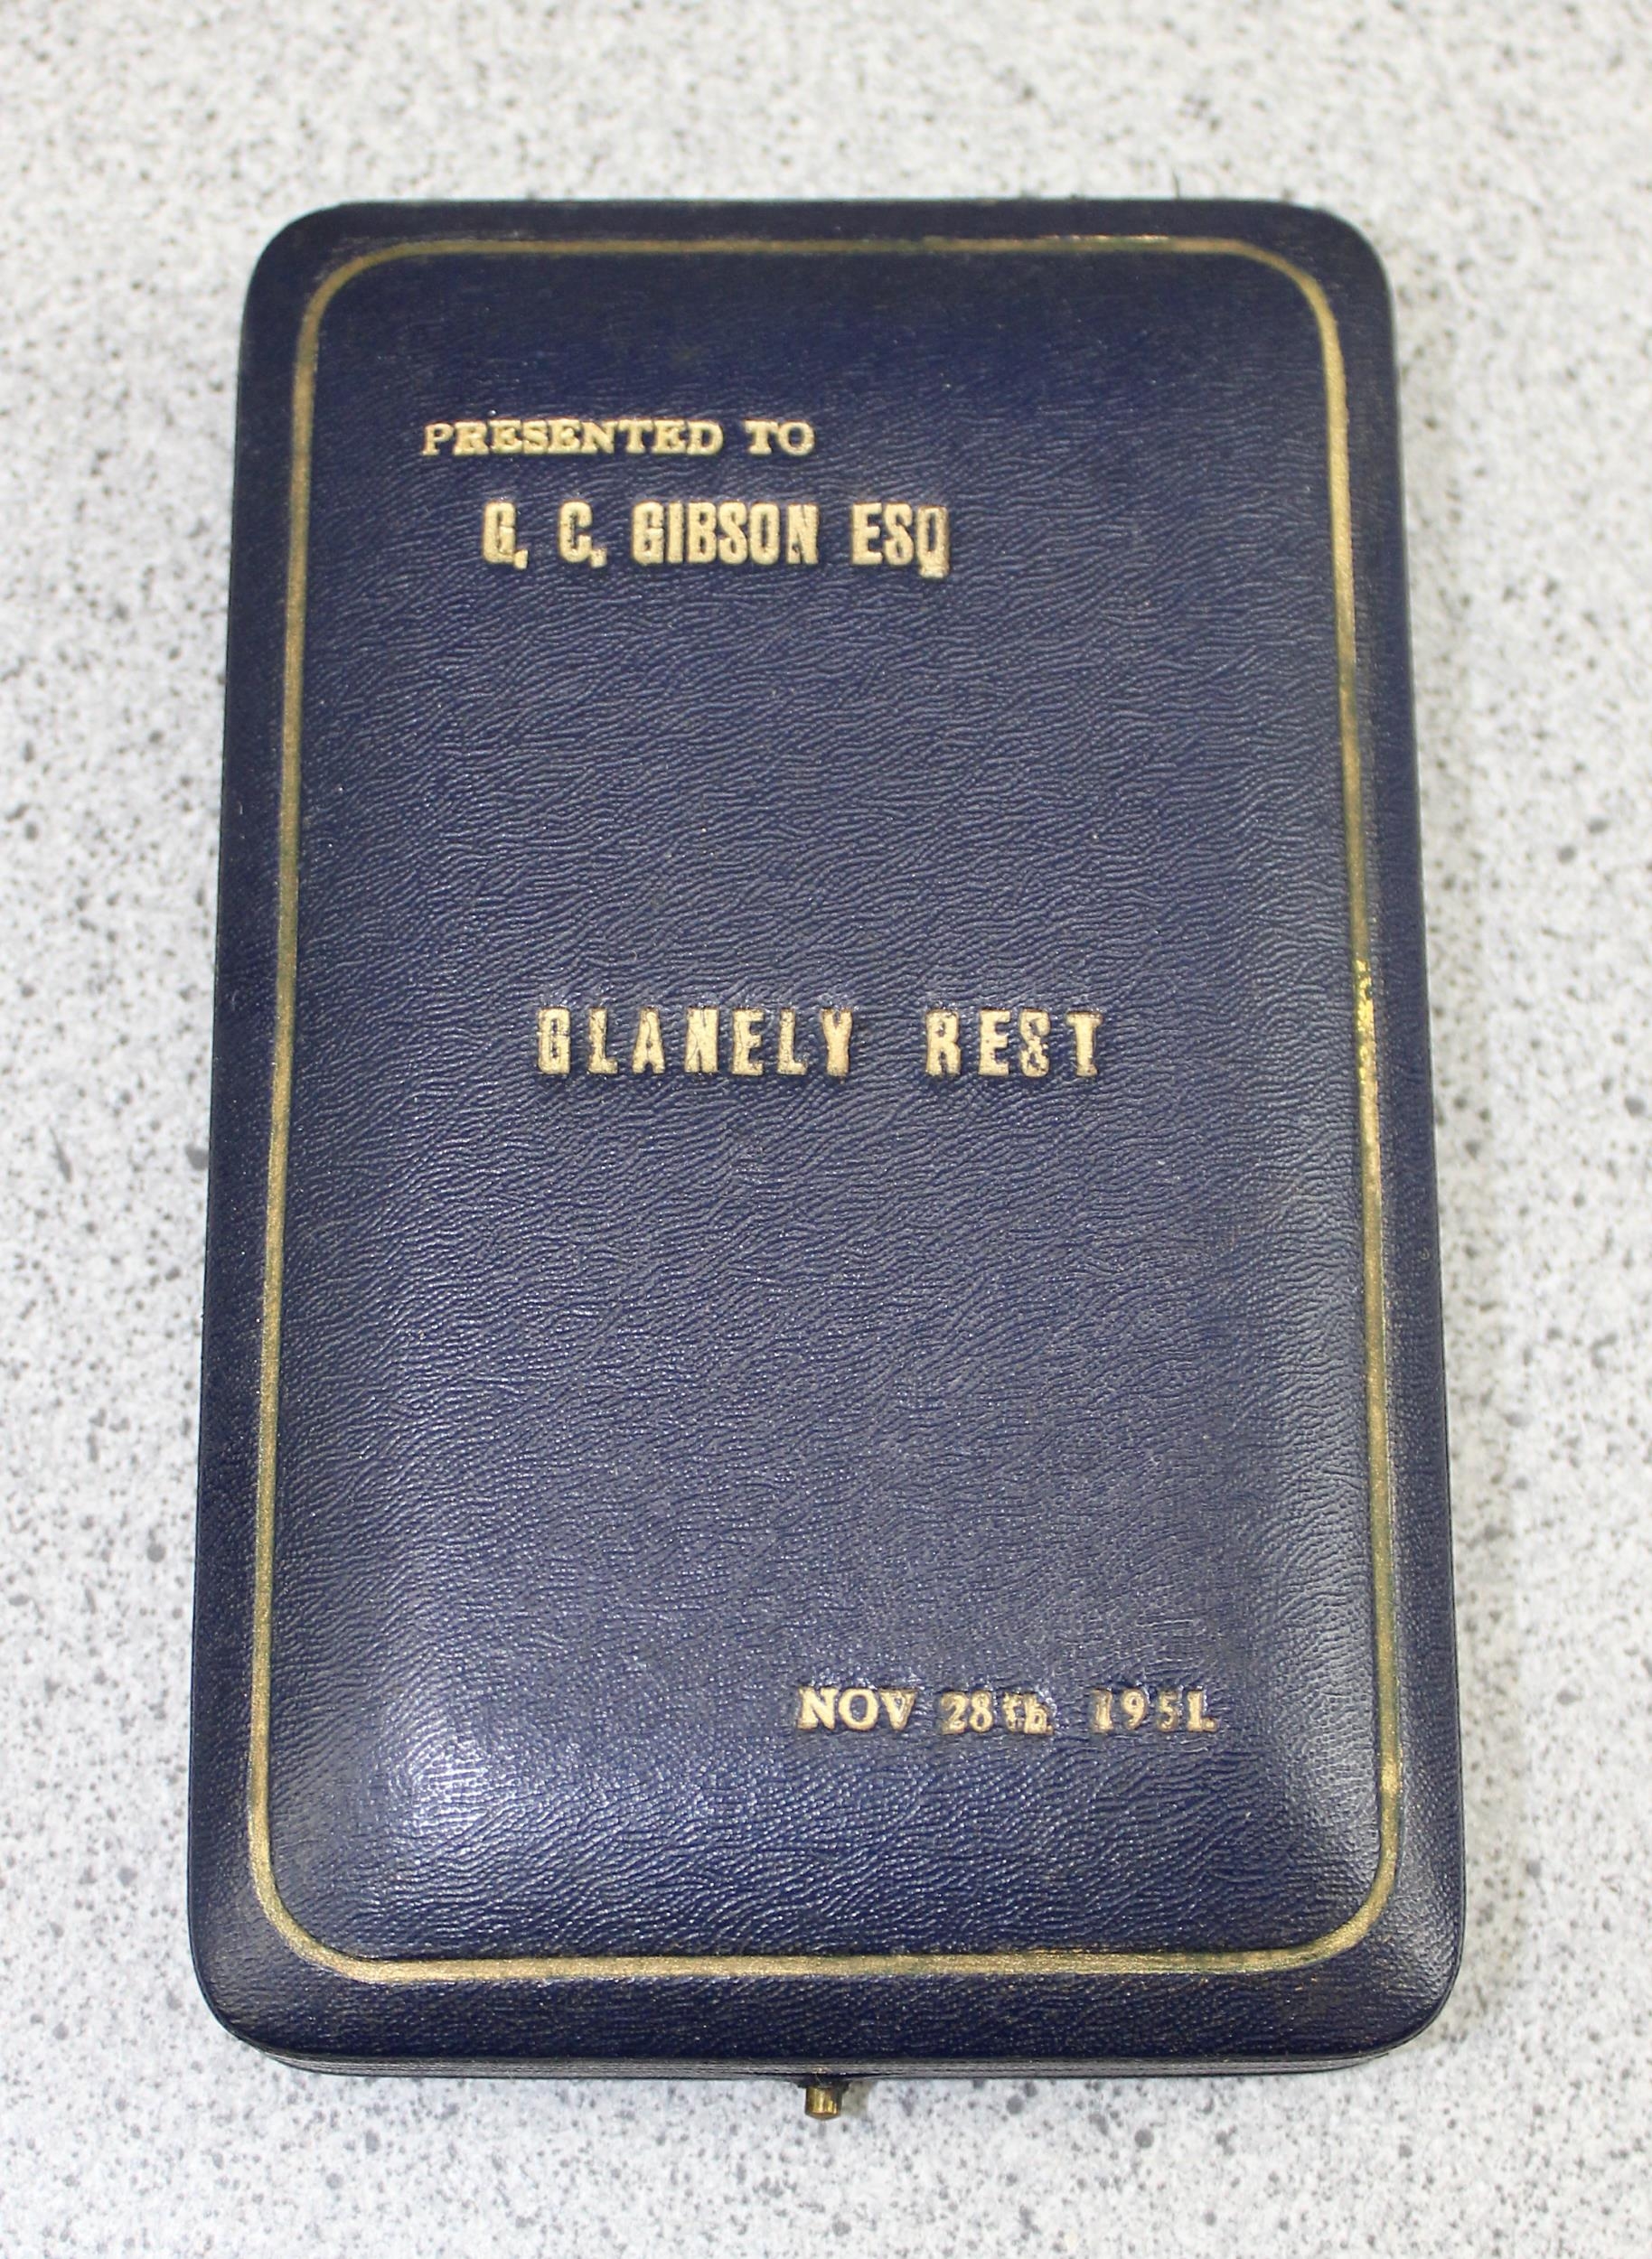 PRESENTED TO
G. C. GIBSON ESQ
GLANELY REST
NOV 28th. 1951.